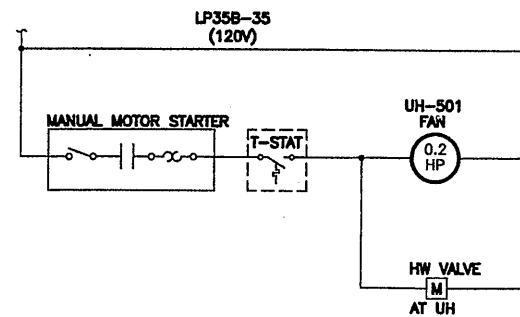 LP35B-35
(120V)
MANUAL MOTOR STARTER
T-STAT
UH-501
FAN
0.2
HP
HW VALVE
M
AT UH